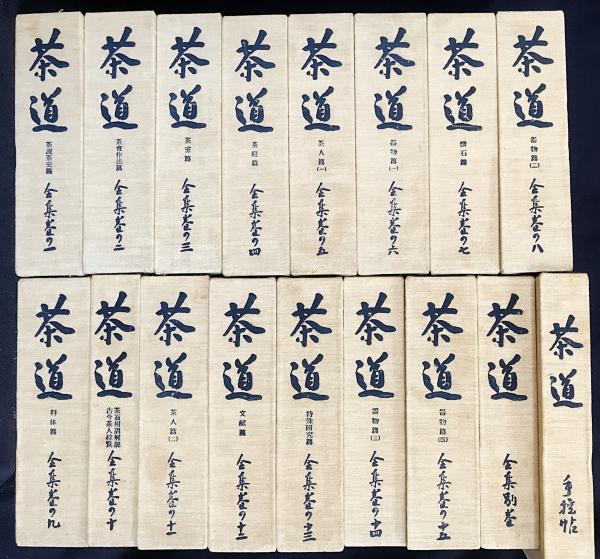 茶道 茶説茶史篇 全集巻の一
茶道 茶會作法篇 全集巻の二
茶道 茶室篇 全集巻の三
茶道 茶庭篇 全集巻の四
茶道 茶人篇(一) 全集巻の五
茶道 器物篇(一) 全集巻の六
茶道 懐石篇 全集巻の七
茶道 器物篇(二) 全集巻の八
茶道 利休篇 全集巻の九
茶道 茶道用語解説 古今茶人綜覧 全集巻の十
茶道 茶人篇(二) 全集巻の十一
茶道 文献篇 全集巻の十二
茶道 特殊研究篇 全集巻の十三
茶道 器物篇(三) 全集巻の十四
茶道 器物篇(四) 全集巻の十五
茶道 全集別巻
茶道 手控帖